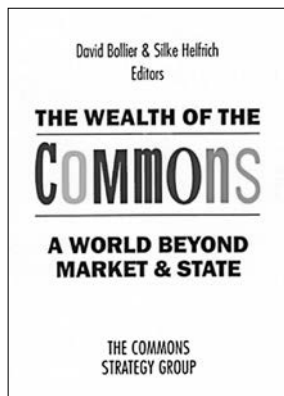 David Bollier & Silke Helfrich
Editors
THE WEALTH OF THE
COMMONS
A WORLD BEYOND
MARKET & STATE
THE COMMONS
STRATEGY GROUP